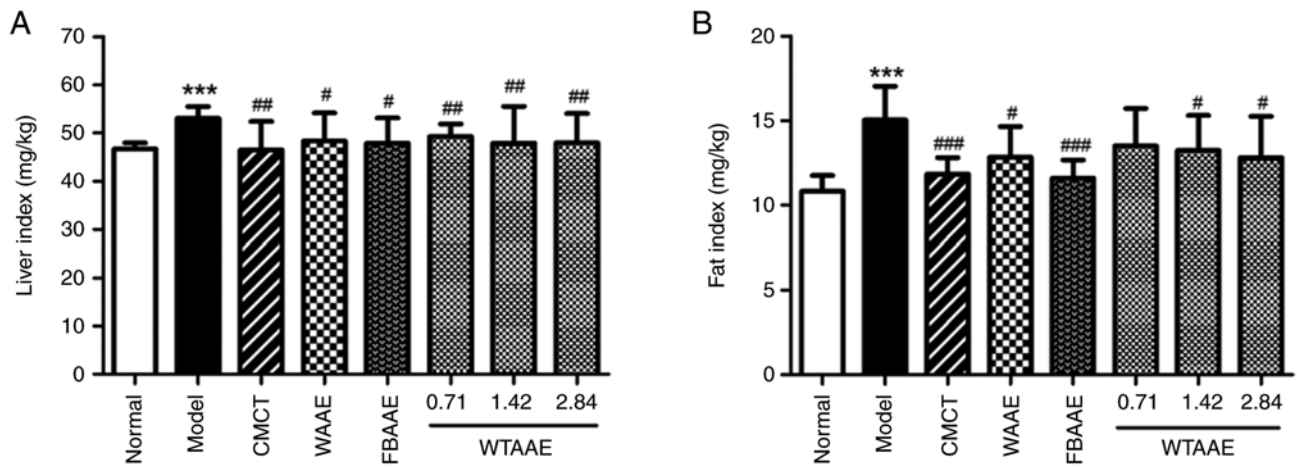 A
Liver index (mg/kg)
70
60
50
40
30
20
10
0
***
##
#
#
##
##
##
Normal
Model
CMCT
WAAE
FBAAE
0.71 1.42 2.84
WTAAE
B
Fat index (mg/kg)
20
15
10
5
0
***
###
#
###
#
#
Normal
Model
CMCT
WAAE
FBAAE
0.71 1.42 2.84
WTAAE